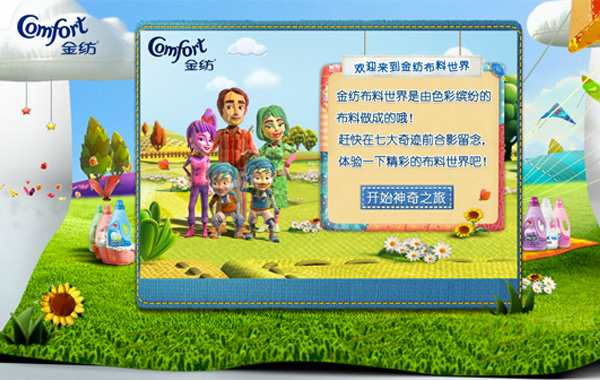 Comfort
金纺
Comfort
金纺
欢迎来到金纺布料世界
金纺布料世界是由色彩缤纷的
布料做成的哦！
赶快在七大奇迹前合影留念，
体验一下精彩的布料世界吧！
开始神奇之旅